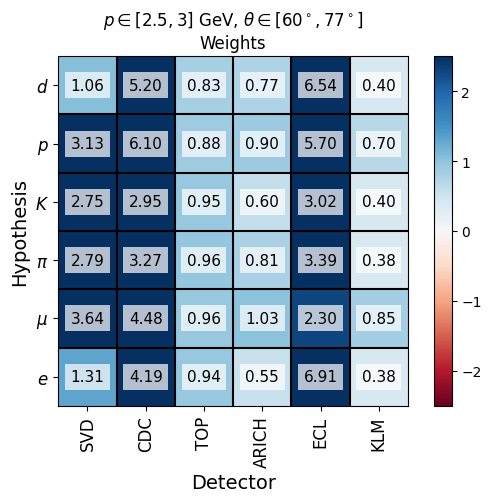 p ∈ [2.5, 3] GeV, θ ∈ [60°, 77°]
Weights
d 1.06 5.20 0.83 0.77 6.54 0.40
p 3.13 6.10 0.88 0.90 5.70 0.70
K 2.75 2.95 0.95 0.60 3.02 0.40
π 2.79 3.27 0.96 0.81 3.39 0.38
μ 3.64 4.48 0.96 1.03 2.30 0.85
e 1.31 4.19 0.94 0.55 6.91 0.38
SVD CDC TOP ARICH ECL KLM
Detector
Hypothesis
2
1
0
−1
−2